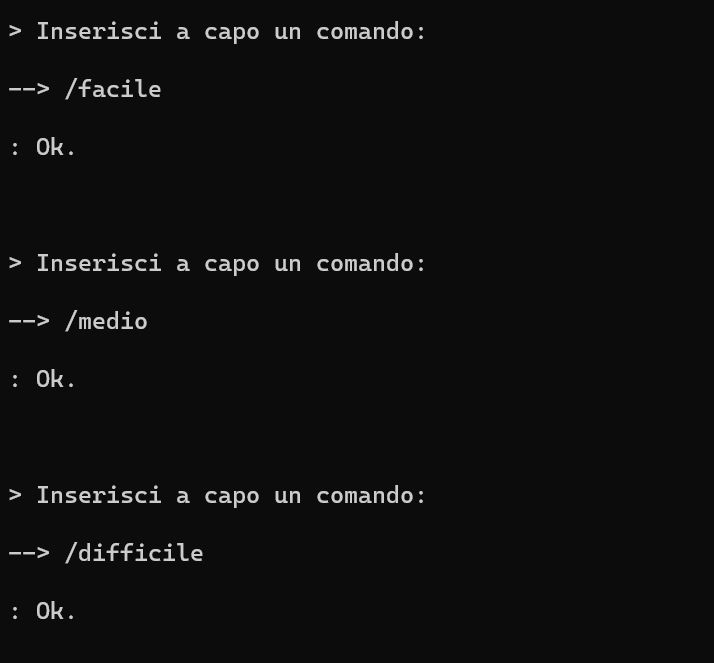 > Inserisci a capo un comando:
--> /facile
: Ok.
> Inserisci a capo un comando:
--> /medio
: Ok.
> Inserisci a capo un comando:
--> /difficile
: Ok.